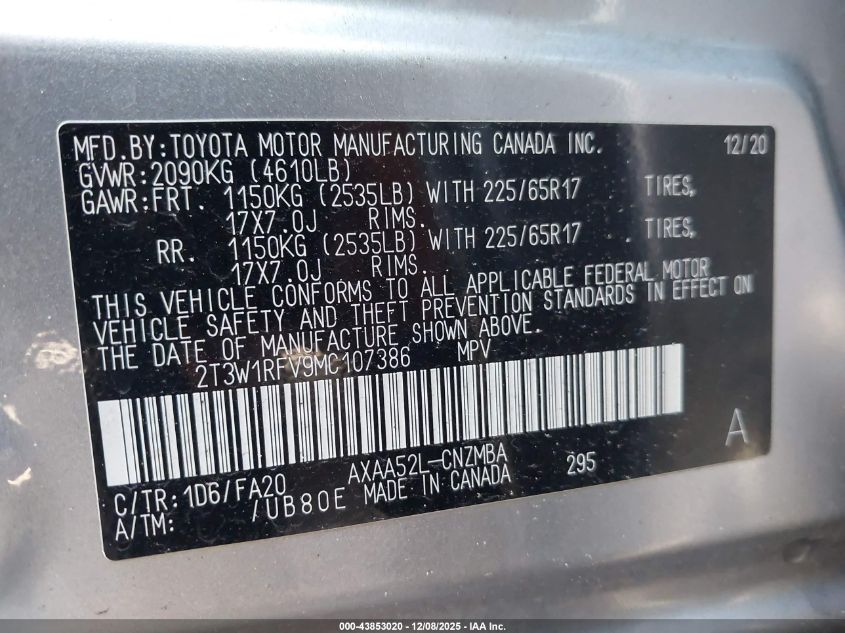 MFD.BY:TOYOTA MOTOR MANUFACTURING CANADA INC. 12/20
GVWR:2090KG (4610LB)
GAWR:FRT. 1150KG (2535LB) WITH 225/65R17 TIRES,
17X7.0J RIMS.
RR. 1150KG (2535LB) WITH 225/65R17 TIRES,
17X7.0J RIMS.
THIS VEHICLE CONFORMS TO ALL APPLICABLE FEDERAL MOTOR
VEHICLE SAFETY AND THEFT PREVENTION STANDARDS IN EFFECT ON
THE DATE OF MANUFACTURE SHOWN ABOVE.
2T3W1RFV9MC107386 MPV
A
C/TR:1D6/FA20 AXAA52L-CNZMBA 295
A/TM: /UB80E MADE IN CANADA
000-43853020 - 12/08/2025 - IAA Inc.